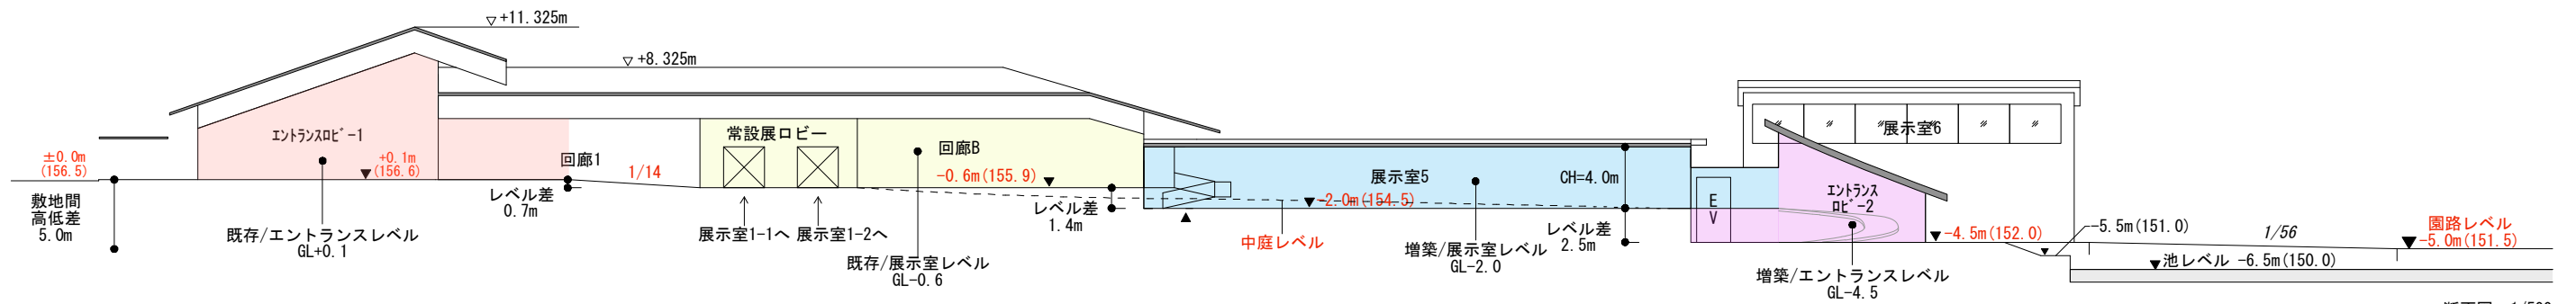 ▽+11.325m
▽+8.325m
エントランスロビｰ-1
±0.0m
(156.5)
+0.1m
(156.6)
敷地間
高低差
5.0m
既存/エントランスレベル
GL+0.1
回廊1
レベル差
0.7m
1/14
常設展ロビー
展示室1-1へ
展示室1-2へ
回廊B
-0.6m(155.9)
既存/展示室レベル
GL-0.6
レベル差
1.4m
中庭レベル
-2.0m(154.5)
展示室5
増築/展示室レベル
GL-2.0
CH=4.0m
レベル差
2.5m
E
V
展示室6
エントランス
ロビｰ-2
増築/エントランスレベル
GL-4.5
-4.5m(152.0)
-5.5m(151.0)
池レベル -6.5m(150.0)
1/56
園路レベル
-5.0m(151.5)